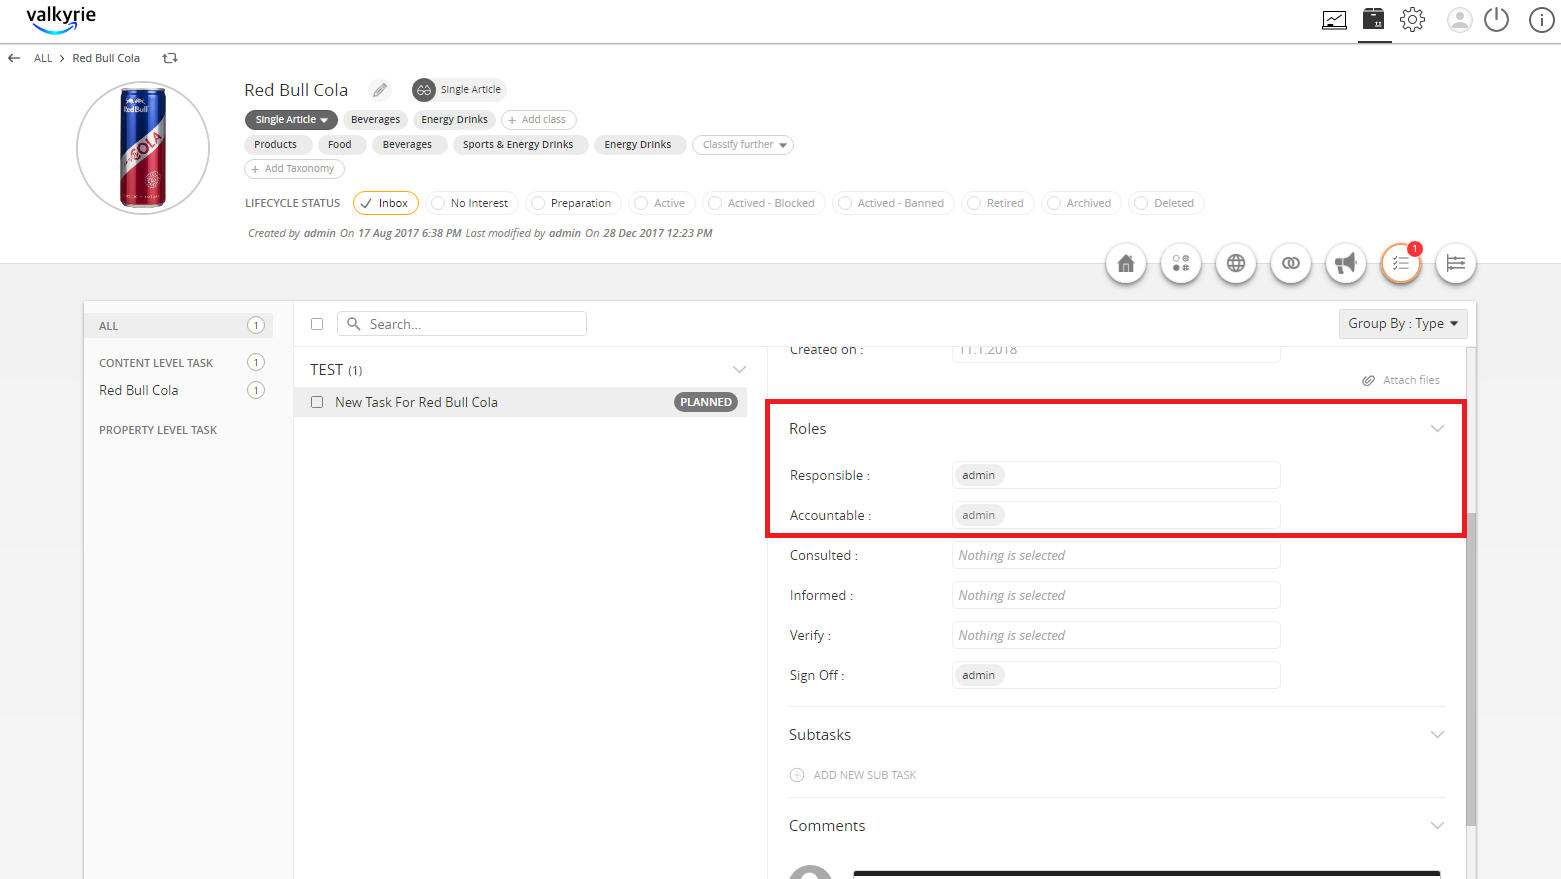 valkyrie
ALL > Red Bull Cola
Red Bull Cola
Single Article
Single Article
Beverages
Energy Drinks
+ Add class
Products
Food
Beverages
Sports & Energy Drinks
Energy Drinks
Classify further
+ Add Taxonomy
RedBull
COLA
LIFECYCLE STATUS
Inbox
No Interest
Preparation
Active
Actived - Blocked
Actived - Banned
Retired
Archived
Deleted
Created by admin On 17 Aug 2017 6:38 PM Last modified by admin On 28 Dec 2017 12:23 PM
1
ALL 1
CONTENT LEVEL TASK 1
Red Bull Cola 1
PROPERTY LEVEL TASK
Search...
Group By : Type
TEST (1)
New Task For Red Bull Cola PLANNED
Created on : 11.1.2018
Attach files
Roles
Responsible : admin
Accountable : admin
Consulted : Nothing is selected
Informed : Nothing is selected
Verify : Nothing is selected
Sign Off : admin
Subtasks
ADD NEW SUB TASK
Comments